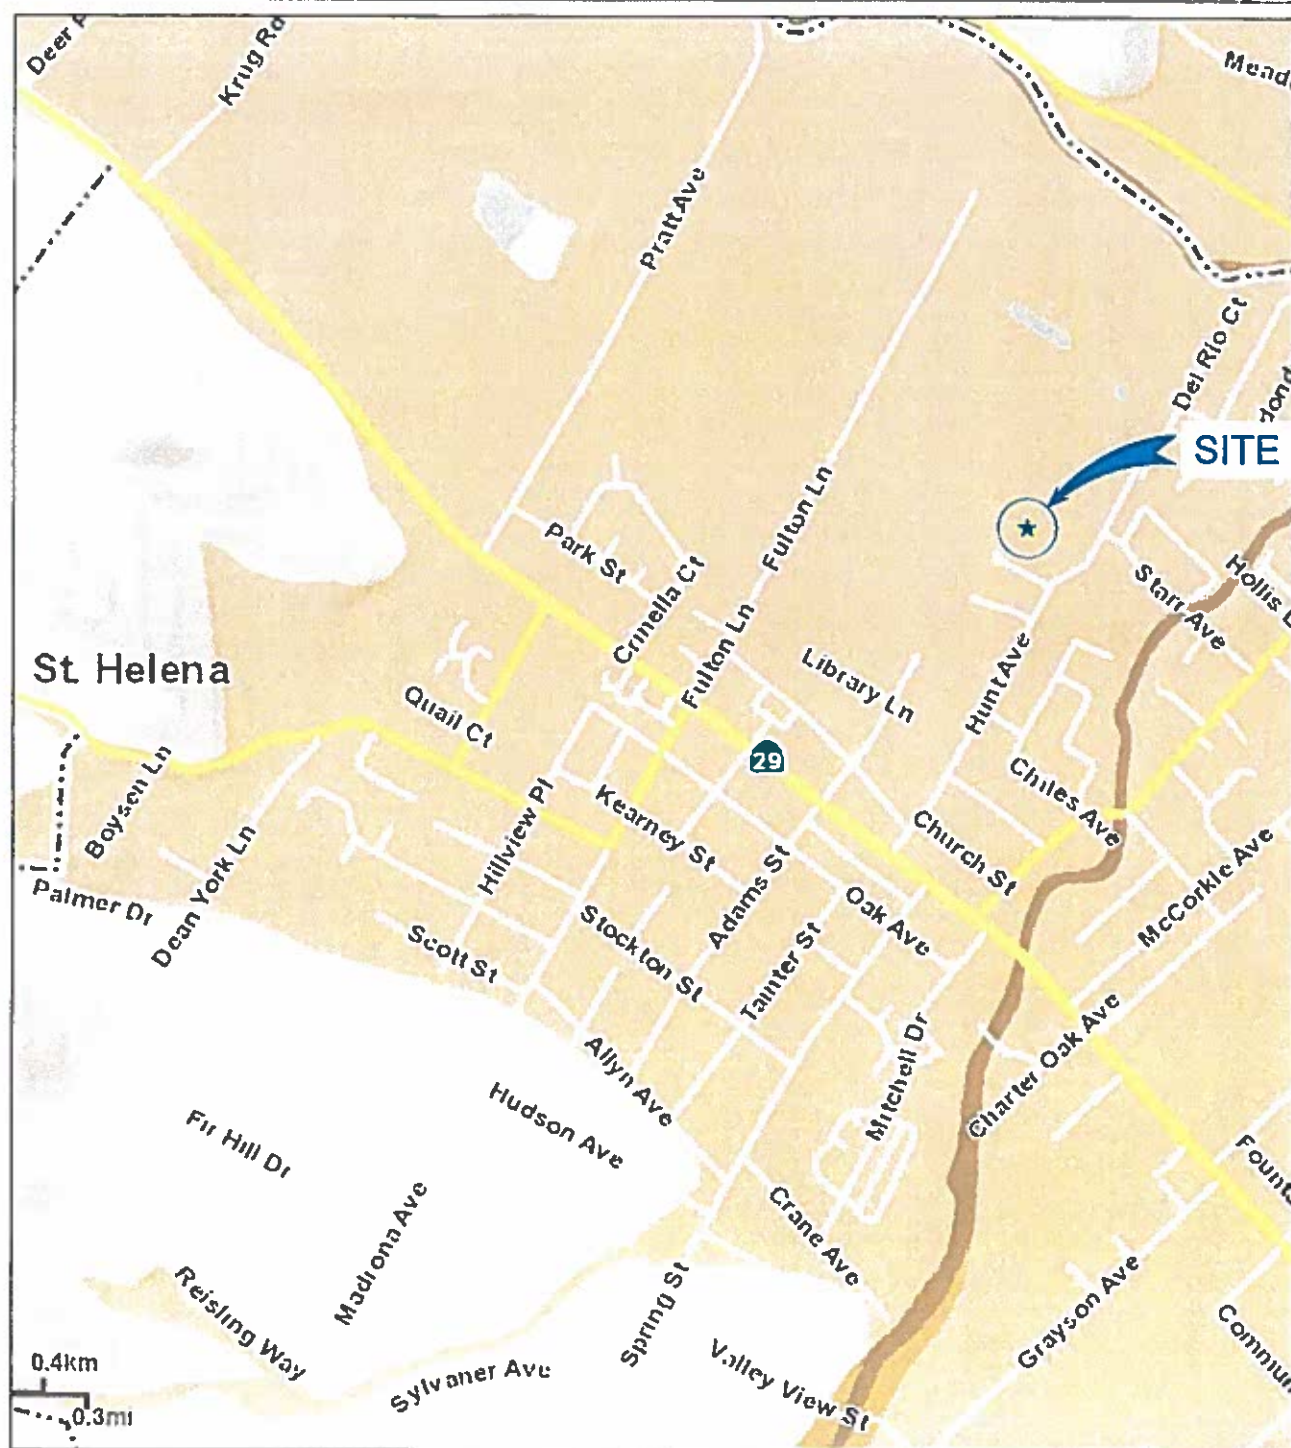 Krug Rd
Pratt Ave
Del Rio Ct
SITE
Fulton Ln
Park St
Crinella Ct
Hollis
Starr Ave
Fulton Ln
Library Ln
St. Helena
Hunt Ave
Quail Ct
29
Boysen Ln
Chiles Ave
Hillview Pl
Kearney St
Church St
Dean York Ln
Palmer Dr
Adams St
Oak Ave
McCorkle Ave
Scott St
Stockton St
Tainter St
Allyn Ave
Mitchell Dr
Charter Oak Ave
Hudson Ave
Fir Hill Dr
Crane Ave
Madrona Ave
Reisling Way
Grayson Ave
Spring St
Valley View St
Sylvaner Ave
0.4km
0.3mi